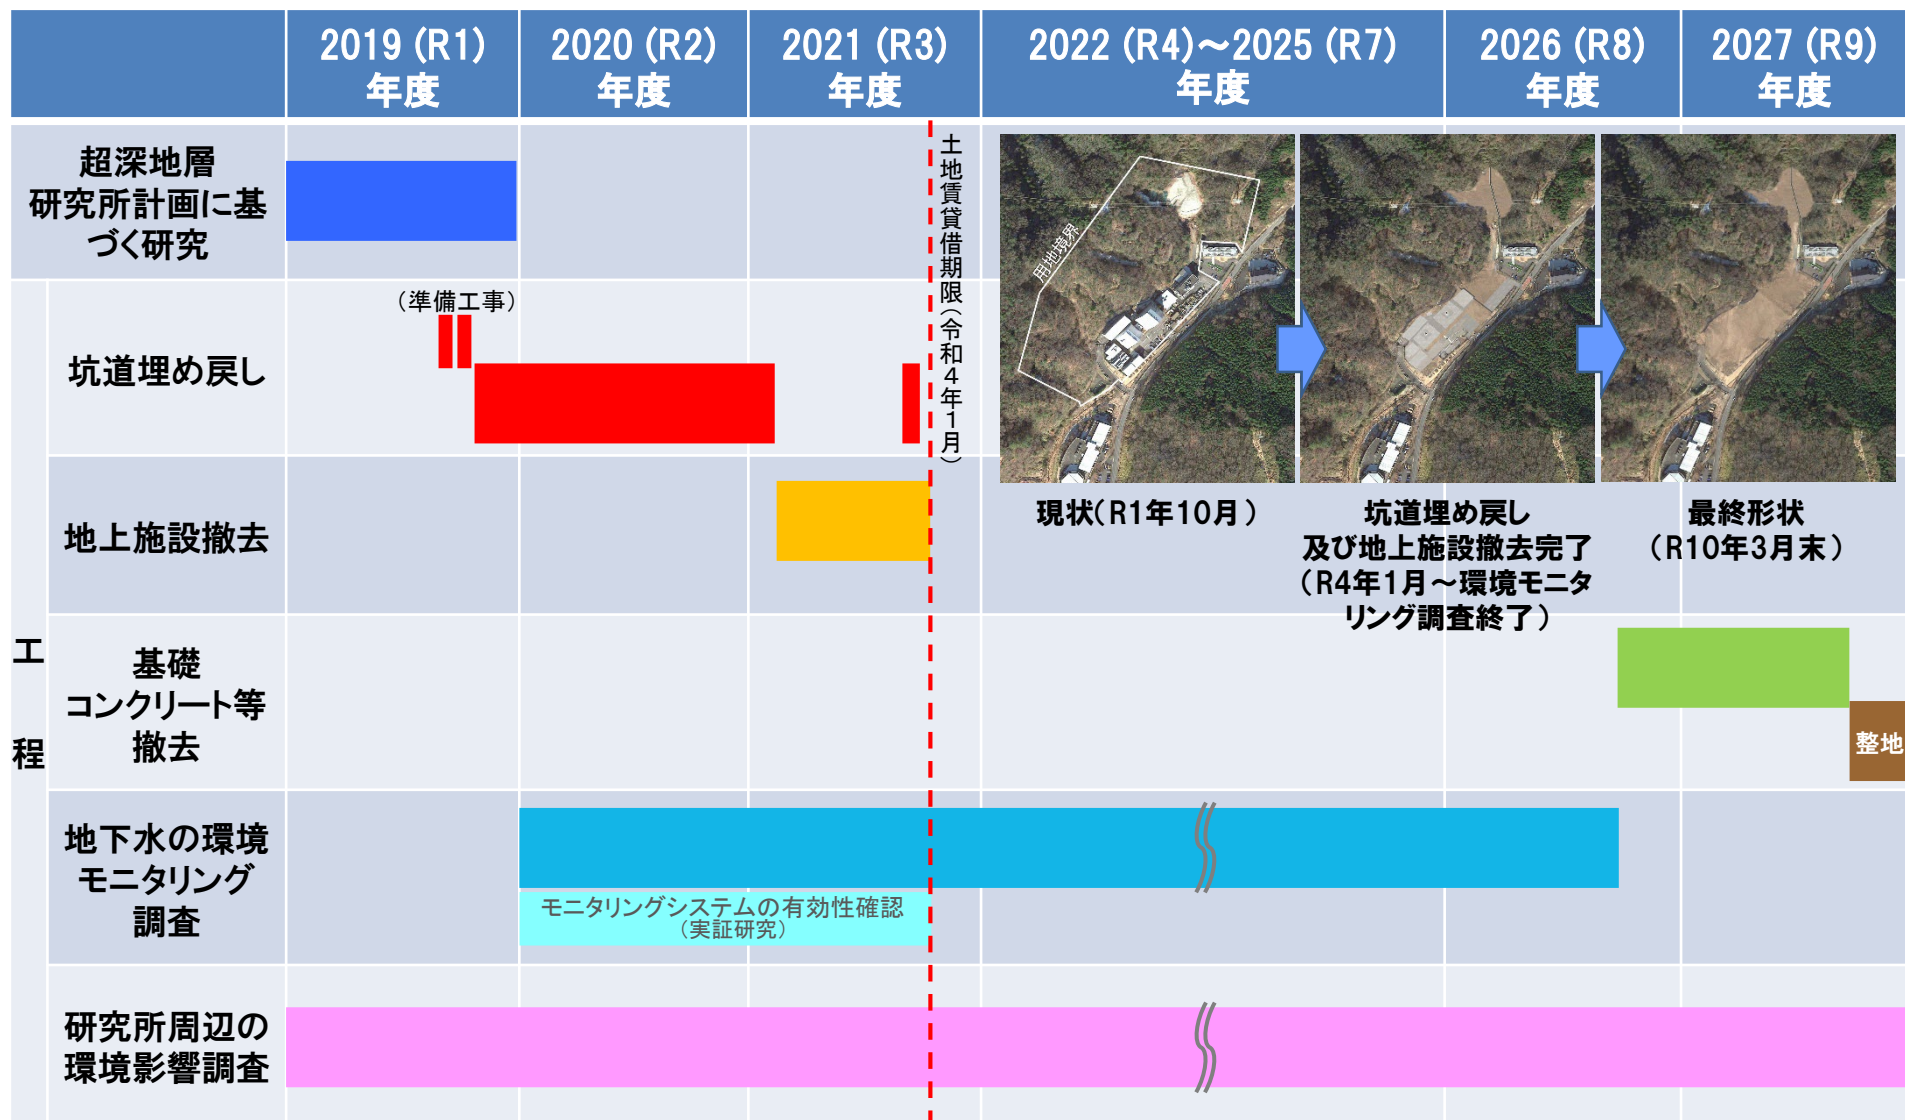 2019 (R1)
年度
2020 (R2)
年度
2021 (R3)
年度
2022 (R4)～2025 (R7)
年度
2026 (R8)
年度
2027 (R9)
年度
超深地層
研究所計画に基
づく研究
土地賃貸借期限（令和４年１月）
用地境界
現状（R1年10月）
坑道埋め戻し
及び地上施設撤去完了
（R4年1月～環境モニタ
リング調査終了）
最終形状
（R10年3月末）
工
程
坑道埋め戻し
（準備工事）
地上施設撤去
基礎
コンクリート等
撤去
整地
地下水の環境
モニタリング
調査
モニタリングシステムの有効性確認
（実証研究）
研究所周辺の
環境影響調査